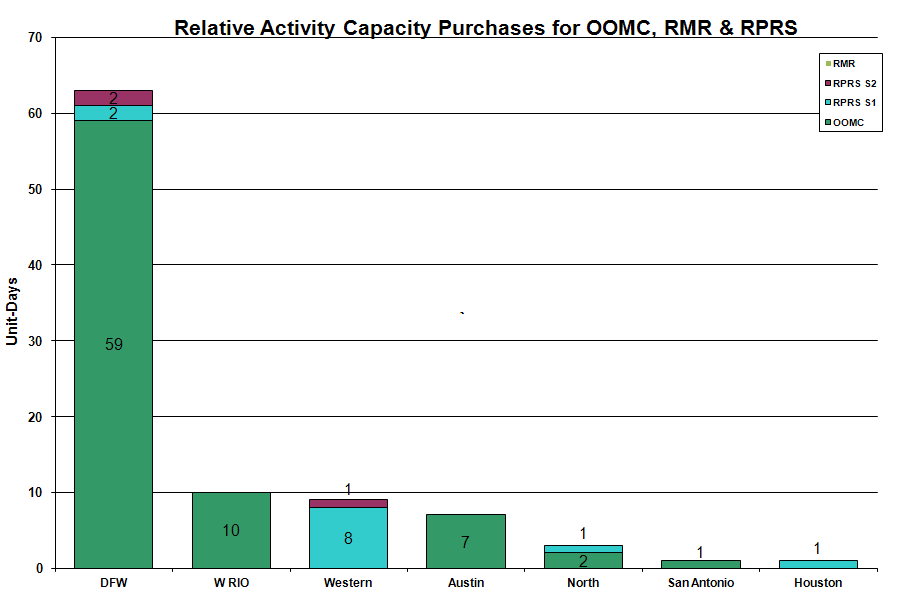 Relative Activity Capacity Purchases for OOMC, RMR & RPRS
70
60
50
40
30
20
10
0
Unit-Days
RMR
RPRS S2
RPRS S1
OOMC
2
2
59
10
1
8
7
1
2
1
1
`
DFW
W RIO
Western
Austin
North
San Antonio
Houston